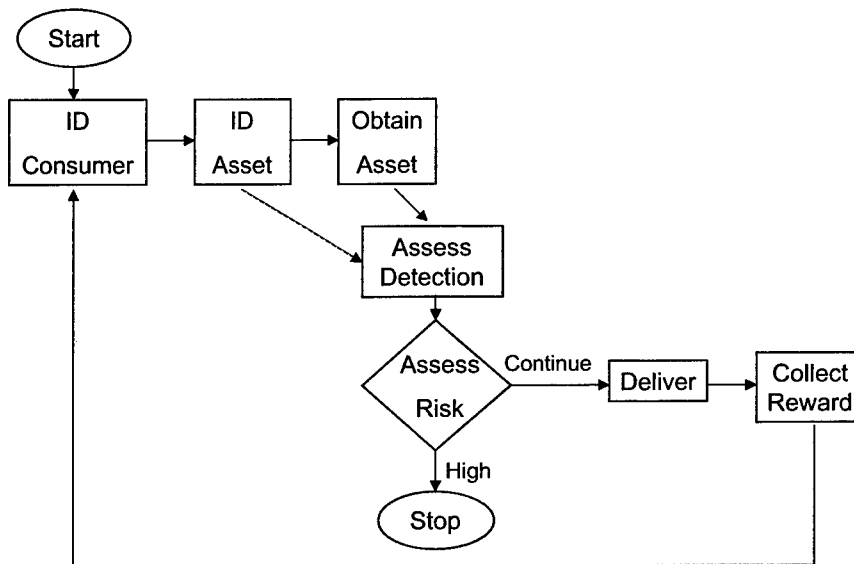 Start
ID
Consumer
ID
Asset
Obtain
Asset
Assess
Detection
Assess
Risk
Continue
Deliver
Collect
Reward
High
Stop